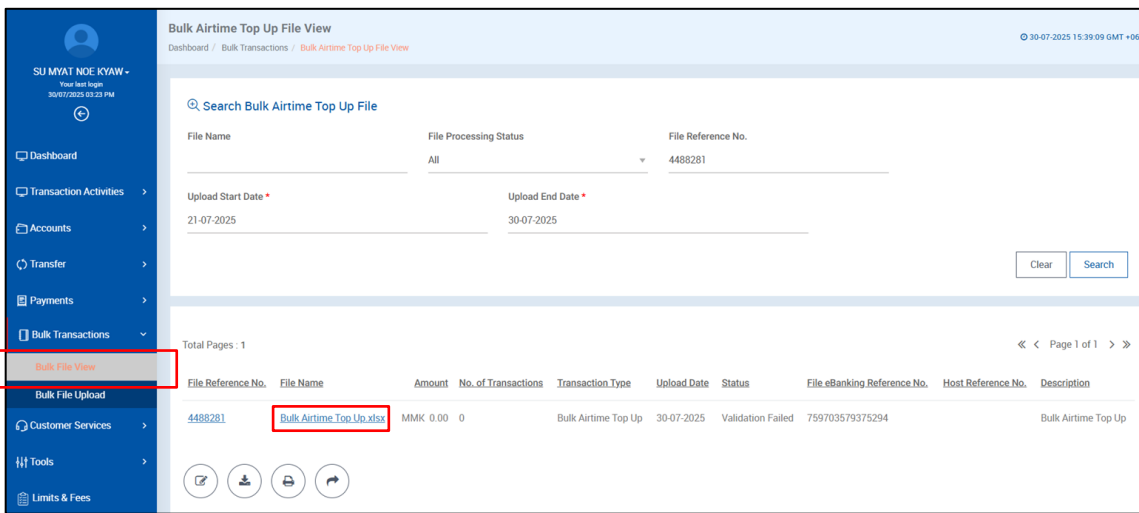 SU MYAT NOE KYAW
Your last login
30/07/2025 03:23 PM
Dashboard
Transaction Activities
Accounts
Transfer
Payments
Bulk Transactions
Bulk File View
Bulk File Upload
Customer Services
Tools
Limits & Fees
Bulk Airtime Top Up File View
Dashboard / Bulk Transactions / Bulk Airtime Top Up File View
30-07-2025 15:39:09 GMT +06
Search Bulk Airtime Top Up File
File Name File Processing Status File Reference No.
All 4488281
Upload Start Date * Upload End Date *
21-07-2025 30-07-2025
Clear Search
Total Pages : 1 Page 1 of 1
File Reference No. File Name Amount No. of Transactions Transaction Type Upload Date Status File eBanking Reference No. Host Reference No. Description
4488281 Bulk Airtime Top Up.xlsx MMK 0.00 0 Bulk Airtime Top Up 30-07-2025 Validation Failed 759703579375294 Bulk Airtime Top Up